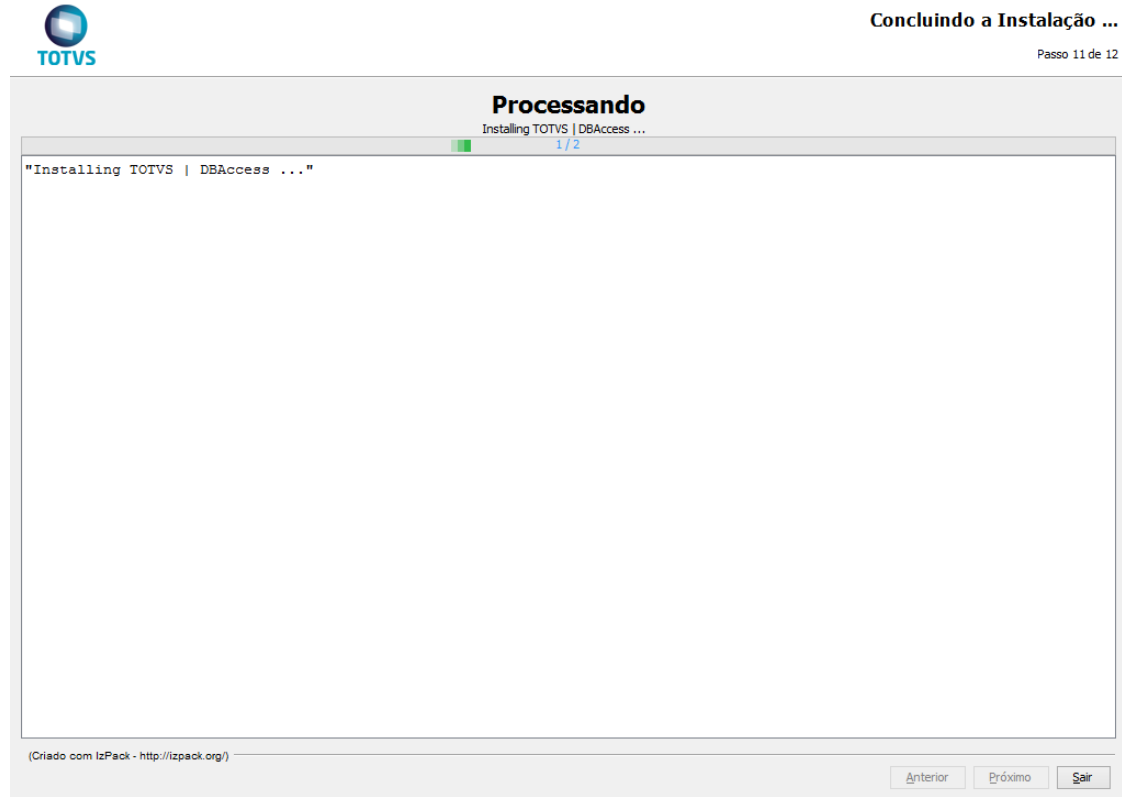 TOTVS
Concluindo a Instalação ...
Passo 11 de 12
Processando
Installing TOTVS | DBAccess ...
1 / 2
"Installing TOTVS | DBAccess ..."
(Criado com IzPack - http://izpack.org/)
Anterior Próximo Sair